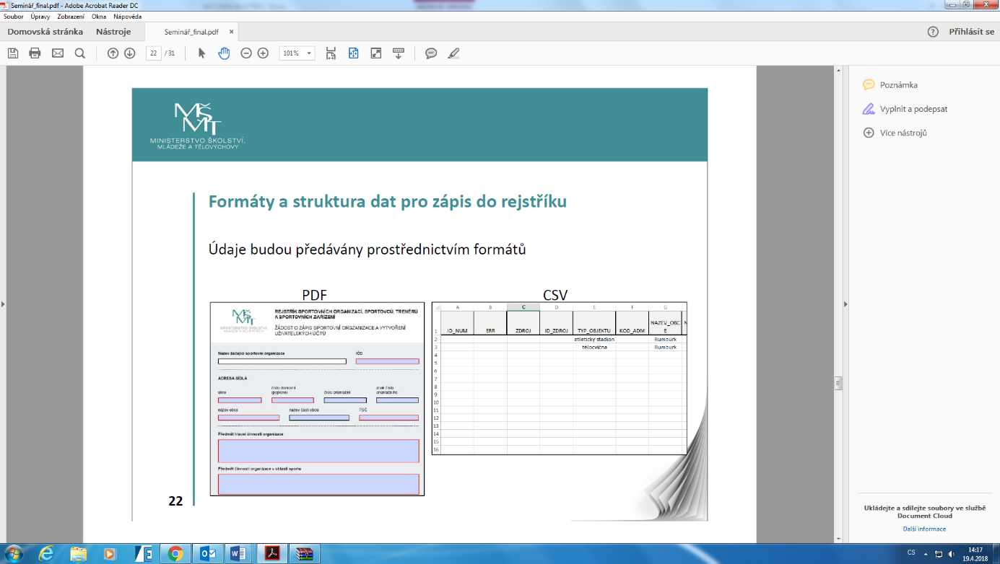 Seminář_final.pdf - Adobe Acrobat Reader DC
Soubor Úpravy Zobrazení Okna Nápověda
Domovská stránka Nástroje Seminář_final.pdf × Přihlásit se
22 / 31 101%
Poznámka
Vyplnit a podepsat
Více nástrojů
MŠMT
MINISTERSTVO ŠKOLSTVÍ,
MLÁDEŽE A TĚLOVÝCHOVY
Formáty a struktura dat pro zápis do rejstříku
Údaje budou předávány prostřednictvím formátů
PDF
MŠMT
MINISTERSTVO ŠKOLSTVÍ,
MLÁDEŽE A TĚLOVÝCHOVY
REJSTŘÍK SPORTOVNÍCH ORGANIZACÍ, SPORTOVCŮ, TRENÉRŮ
A SPORTOVNÍCH ZAŘÍZENÍ
ŽÁDOST O ZÁPIS SPORTOVNÍ ORGANIZACE A VYTVOŘENÍ
UŽIVATELSKÝCH ÚČTŮ
Název žádající sportovní organizace IČO
ADRESA SÍDLA
ulice číslo domovní (popisné) číslo orientační znak čísla orientačního
název obce název části obce PSČ
Předmět hlavní činnosti organizace
Předmět činnosti organizace v oblasti sportu
CSV
A B C D E F G
1 ID_NUM ERR ZDROJ ID_ZDROJ TYP_OBJEKTU KOD_ADM NAZEV_OBCE N
2 atletický stadion Rumburk
3 tělocvična Rumburk
4
5
6
7
8
9
10
11
12
13
14
15
16
22
Ukládejte a sdílejte soubory ve službě
Document Cloud
Další informace
CS 14:17
19.4.2018